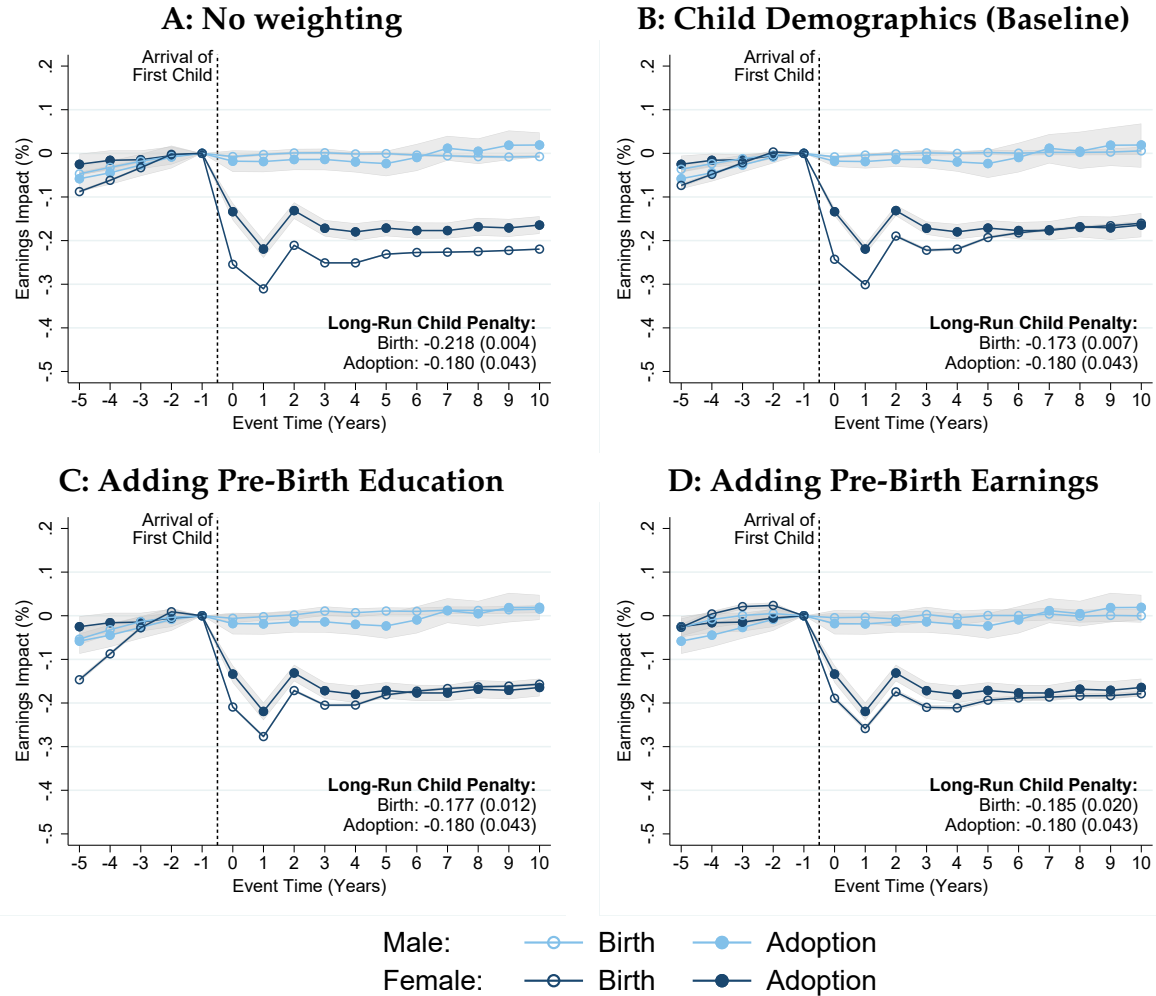 A: No weighting
Arrival of
First Child
Earnings Impact (%)
.2
.1
0
-.1
-.2
-.3
-.4
-.5
Long-Run Child Penalty:
Birth: -0.218 (0.004)
Adoption: -0.180 (0.043)
-5 -4 -3 -2 -1 0 1 2 3 4 5 6 7 8 9 10
Event Time (Years)
B: Child Demographics (Baseline)
Arrival of
First Child
Earnings Impact (%)
.2
.1
0
-.1
-.2
-.3
-.4
-.5
Long-Run Child Penalty:
Birth: -0.173 (0.007)
Adoption: -0.180 (0.043)
-5 -4 -3 -2 -1 0 1 2 3 4 5 6 7 8 9 10
Event Time (Years)
C: Adding Pre-Birth Education
Arrival of
First Child
Earnings Impact (%)
.2
.1
0
-.1
-.2
-.3
-.4
-.5
Long-Run Child Penalty:
Birth: -0.177 (0.012)
Adoption: -0.180 (0.043)
-5 -4 -3 -2 -1 0 1 2 3 4 5 6 7 8 9 10
Event Time (Years)
D: Adding Pre-Birth Earnings
Arrival of
First Child
Earnings Impact (%)
.2
.1
0
-.1
-.2
-.3
-.4
-.5
Long-Run Child Penalty:
Birth: -0.185 (0.020)
Adoption: -0.180 (0.043)
-5 -4 -3 -2 -1 0 1 2 3 4 5 6 7 8 9 10
Event Time (Years)
Male: Birth Adoption
Female: Birth Adoption